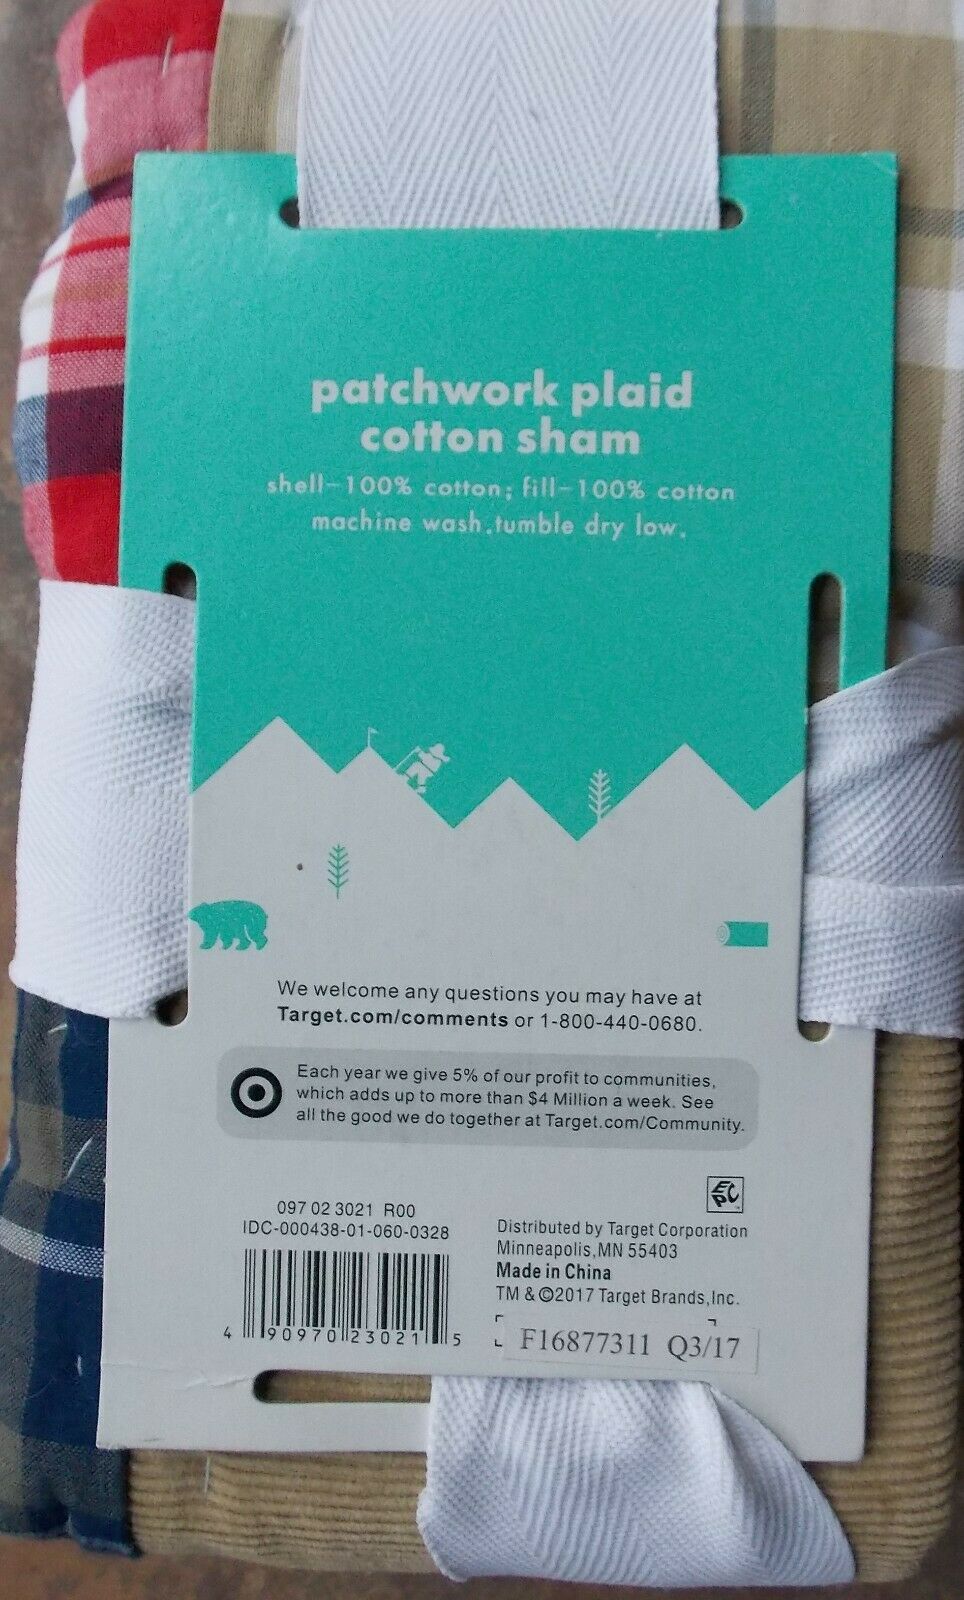 patchwork plaid
cotton sham
shell-100% cotton; fill-100% cotton
machine wash.tumble dry low.
We welcome any questions you may have at
Target.com/comments or 1-800-440-0680.
Each year we give 5% of our profit to communities,
which adds up to more than $4 Million a week. See
all the good we do together at Target.com/Community.
097 02 3021 R00
IDC-000438-01-060-0328
4 90970 23021 5
EPC
Distributed by Target Corporation
Minneapolis,MN 55403
Made in China
TM & ©2017 Target Brands,Inc.
F16877311 Q3/17